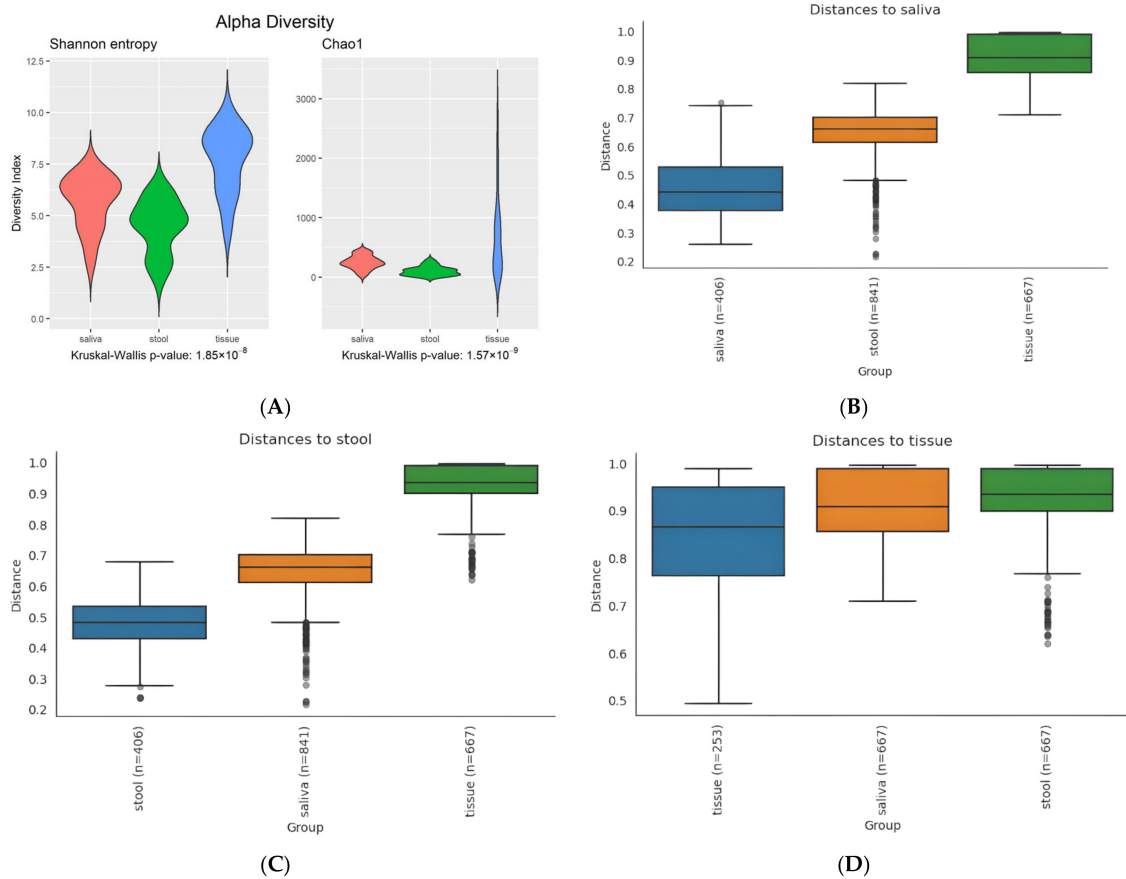 Alpha Diversity
Shannon entropy
Chao1
Diversity Index
12.5
10.0
7.5
5.0
2.5
0.0
3000
2000
1000
0
saliva
stool
tissue
saliva
stool
tissue
Kruskal-Wallis p-value: 1.85×10⁻⁸
Kruskal-Wallis p-value: 1.57×10⁻⁹
(A)
Distances to saliva
Distance
1.0
0.9
0.8
0.7
0.6
0.5
0.4
0.3
0.2
saliva (n=406)
stool (n=841)
tissue (n=667)
Group
(B)
Distances to stool
Distance
1.0
0.9
0.8
0.7
0.6
0.5
0.4
0.3
0.2
stool (n=406)
saliva (n=841)
tissue (n=667)
Group
(C)
Distances to tissue
Distance
1.0
0.9
0.8
0.7
0.6
0.5
tissue (n=253)
saliva (n=667)
stool (n=667)
Group
(D)